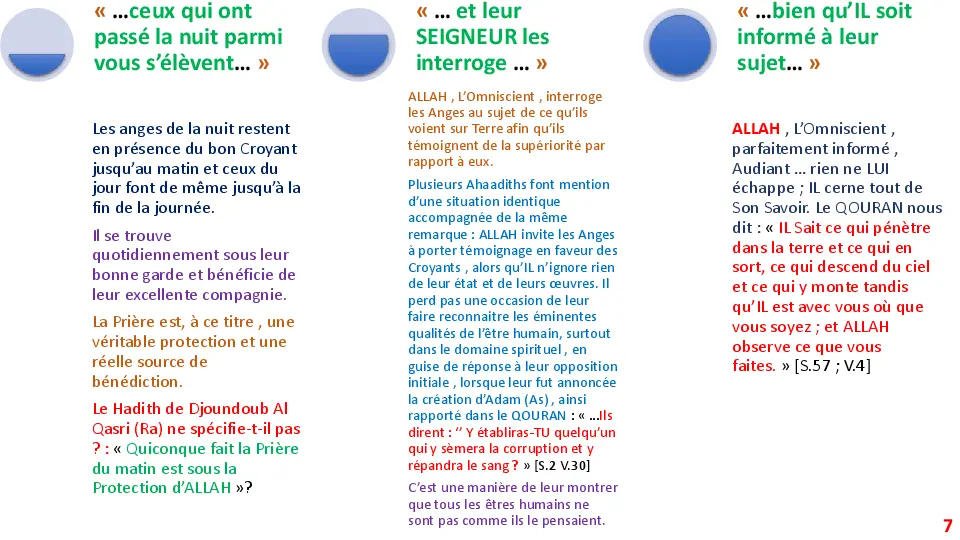 « …ceux qui ont
passé la nuit parmi
vous s’élèvent… »
Les anges de la nuit restent
en présence du bon Croyant
jusqu’au matin et ceux du
jour font de même jusqu’à la
fin de la journée.
Il se trouve
quotidiennement sous leur
bonne garde et bénéficie de
leur excellente compagnie.
La Prière est, à ce titre , une
véritable protection et une
réelle source de
bénédiction.
Le Hadith de Djoundoub Al
Qasri (Ra) ne spécifie-t-il pas
? : « Quiconque fait la Prière
du matin est sous la
Protection d’ALLAH »?
« … et leur
SEIGNEUR les
interroge … »
ALLAH , L’Omniscient , interroge
les Anges au sujet de ce qu’ils
voient sur Terre afin qu’ils
témoignent de la supériorité par
rapport à eux.
Plusieurs Ahaadiths font mention
d’une situation identique
accompagnée de la même
remarque : ALLAH invite les Anges
à porter témoignage en faveur des
Croyants , alors qu’IL n’ignore rien
de leur état et de leurs œuvres. Il
perd pas une occasion de leur
faire reconnaitre les éminentes
qualités de l’être humain, surtout
dans le domaine spirituel , en
guise de réponse à leur opposition
initiale , lorsque leur fut annoncée
la création d’Adam (As) , ainsi
rapporté dans le QOURAN : « …Ils
dirent : ‘’ Y établiras-TU quelqu’un
qui y sèmera la corruption et y
répandra le sang ? » [S.2 V.30]
C’est une manière de leur montrer
que tous les êtres humains ne
sont pas comme ils le pensaient.
« …bien qu’IL soit
informé à leur
sujet… »
ALLAH , L’Omniscient ,
parfaitement informé ,
Audiant … rien ne LUI
échappe ; IL cerne tout de
Son Savoir. Le QOURAN nous
dit : « IL Sait ce qui pénètre
dans la terre et ce qui en
sort, ce qui descend du ciel
et ce qui y monte tandis
qu’IL est avec vous où que
vous soyez ; et ALLAH
observe ce que vous
faites. » [S.57 ; V.4]
7